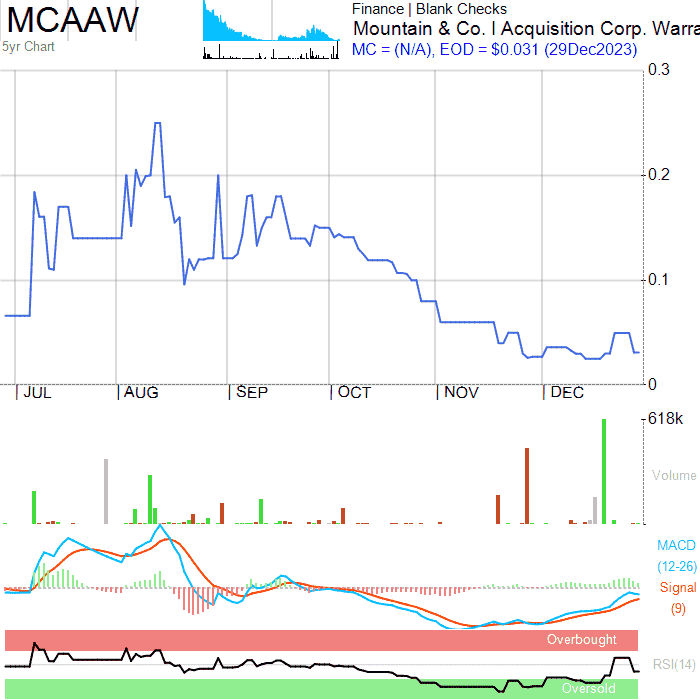 MCAAW
5yr Chart
Finance | Blank Checks
Mountain & Co. I Acquisition Corp. Warra
MC = (N/A), EOD = $0.031 (29Dec2023)
0.3
0.2
0.1
0
JUL AUG SEP OCT NOV DEC
618k
Volume
MACD
(12-26)
Signal
(9)
Overbought
RSI(14)
Oversold